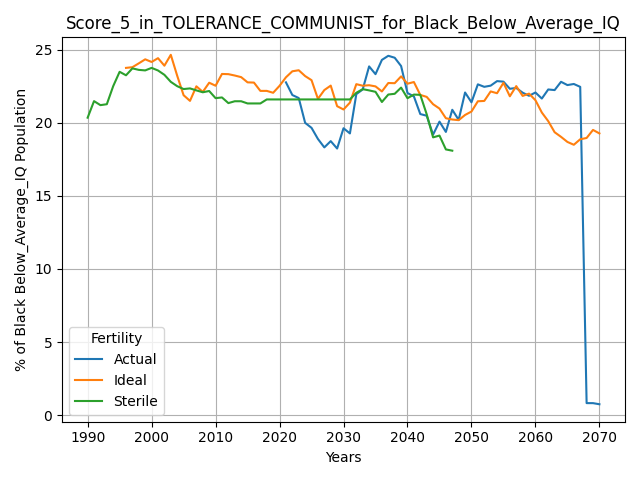 Score_5_in_TOLERANCE_COMMUNIST_for_Black_Below_Average_IQ
% of Black Below_Average_IQ Population
25
20
15
10
5
0
Fertility
Actual
Ideal
Sterile
1990 2000 2010 2020 2030 2040 2050 2060 2070
Years